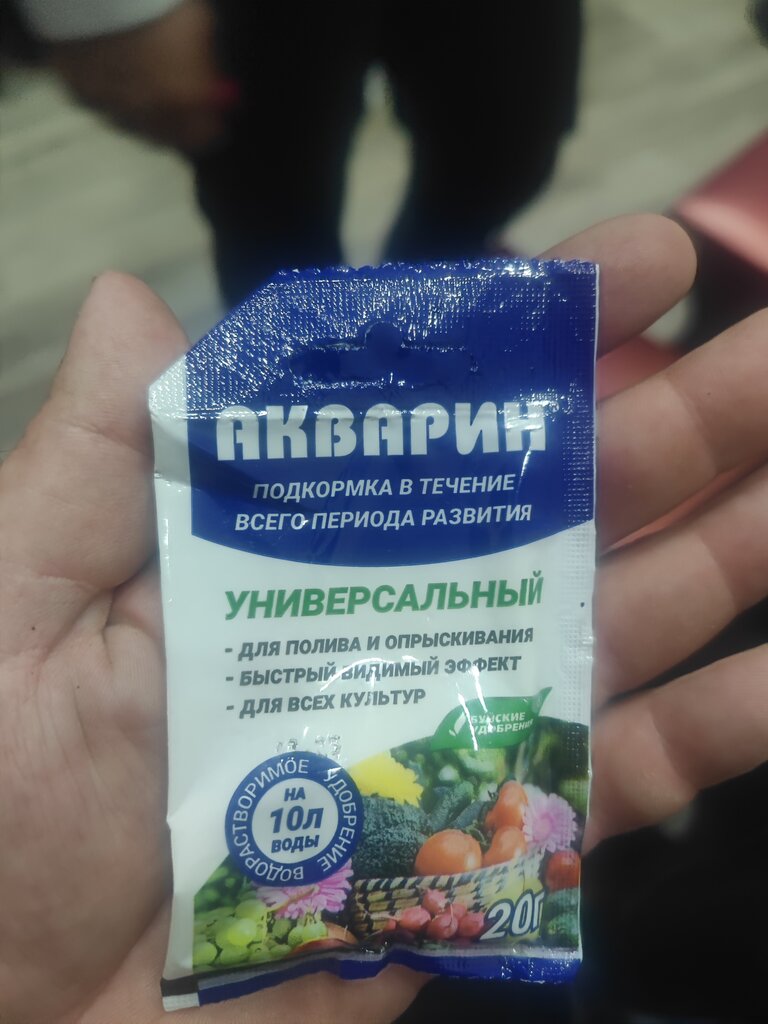 АКВАРИН
ПОДКОРМКА В ТЕЧЕНИЕ
ВСЕГО ПЕРИОДА РАЗВИТИЯ
УНИВЕРСАЛЬНЫЙ
- ДЛЯ ПОЛИВА И ОПРЫСКИВАНИЯ
- БЫСТРЫЙ ВИДИМЫЙ ЭФФЕКТ
- ДЛЯ ВСЕХ КУЛЬТУР
БУЙСКИЕ
УДОБРЕНИЯ
ВОДОРАСТВОРИМОЕ УДОБРЕНИЕ
НА
10Л
ВОДЫ
20г